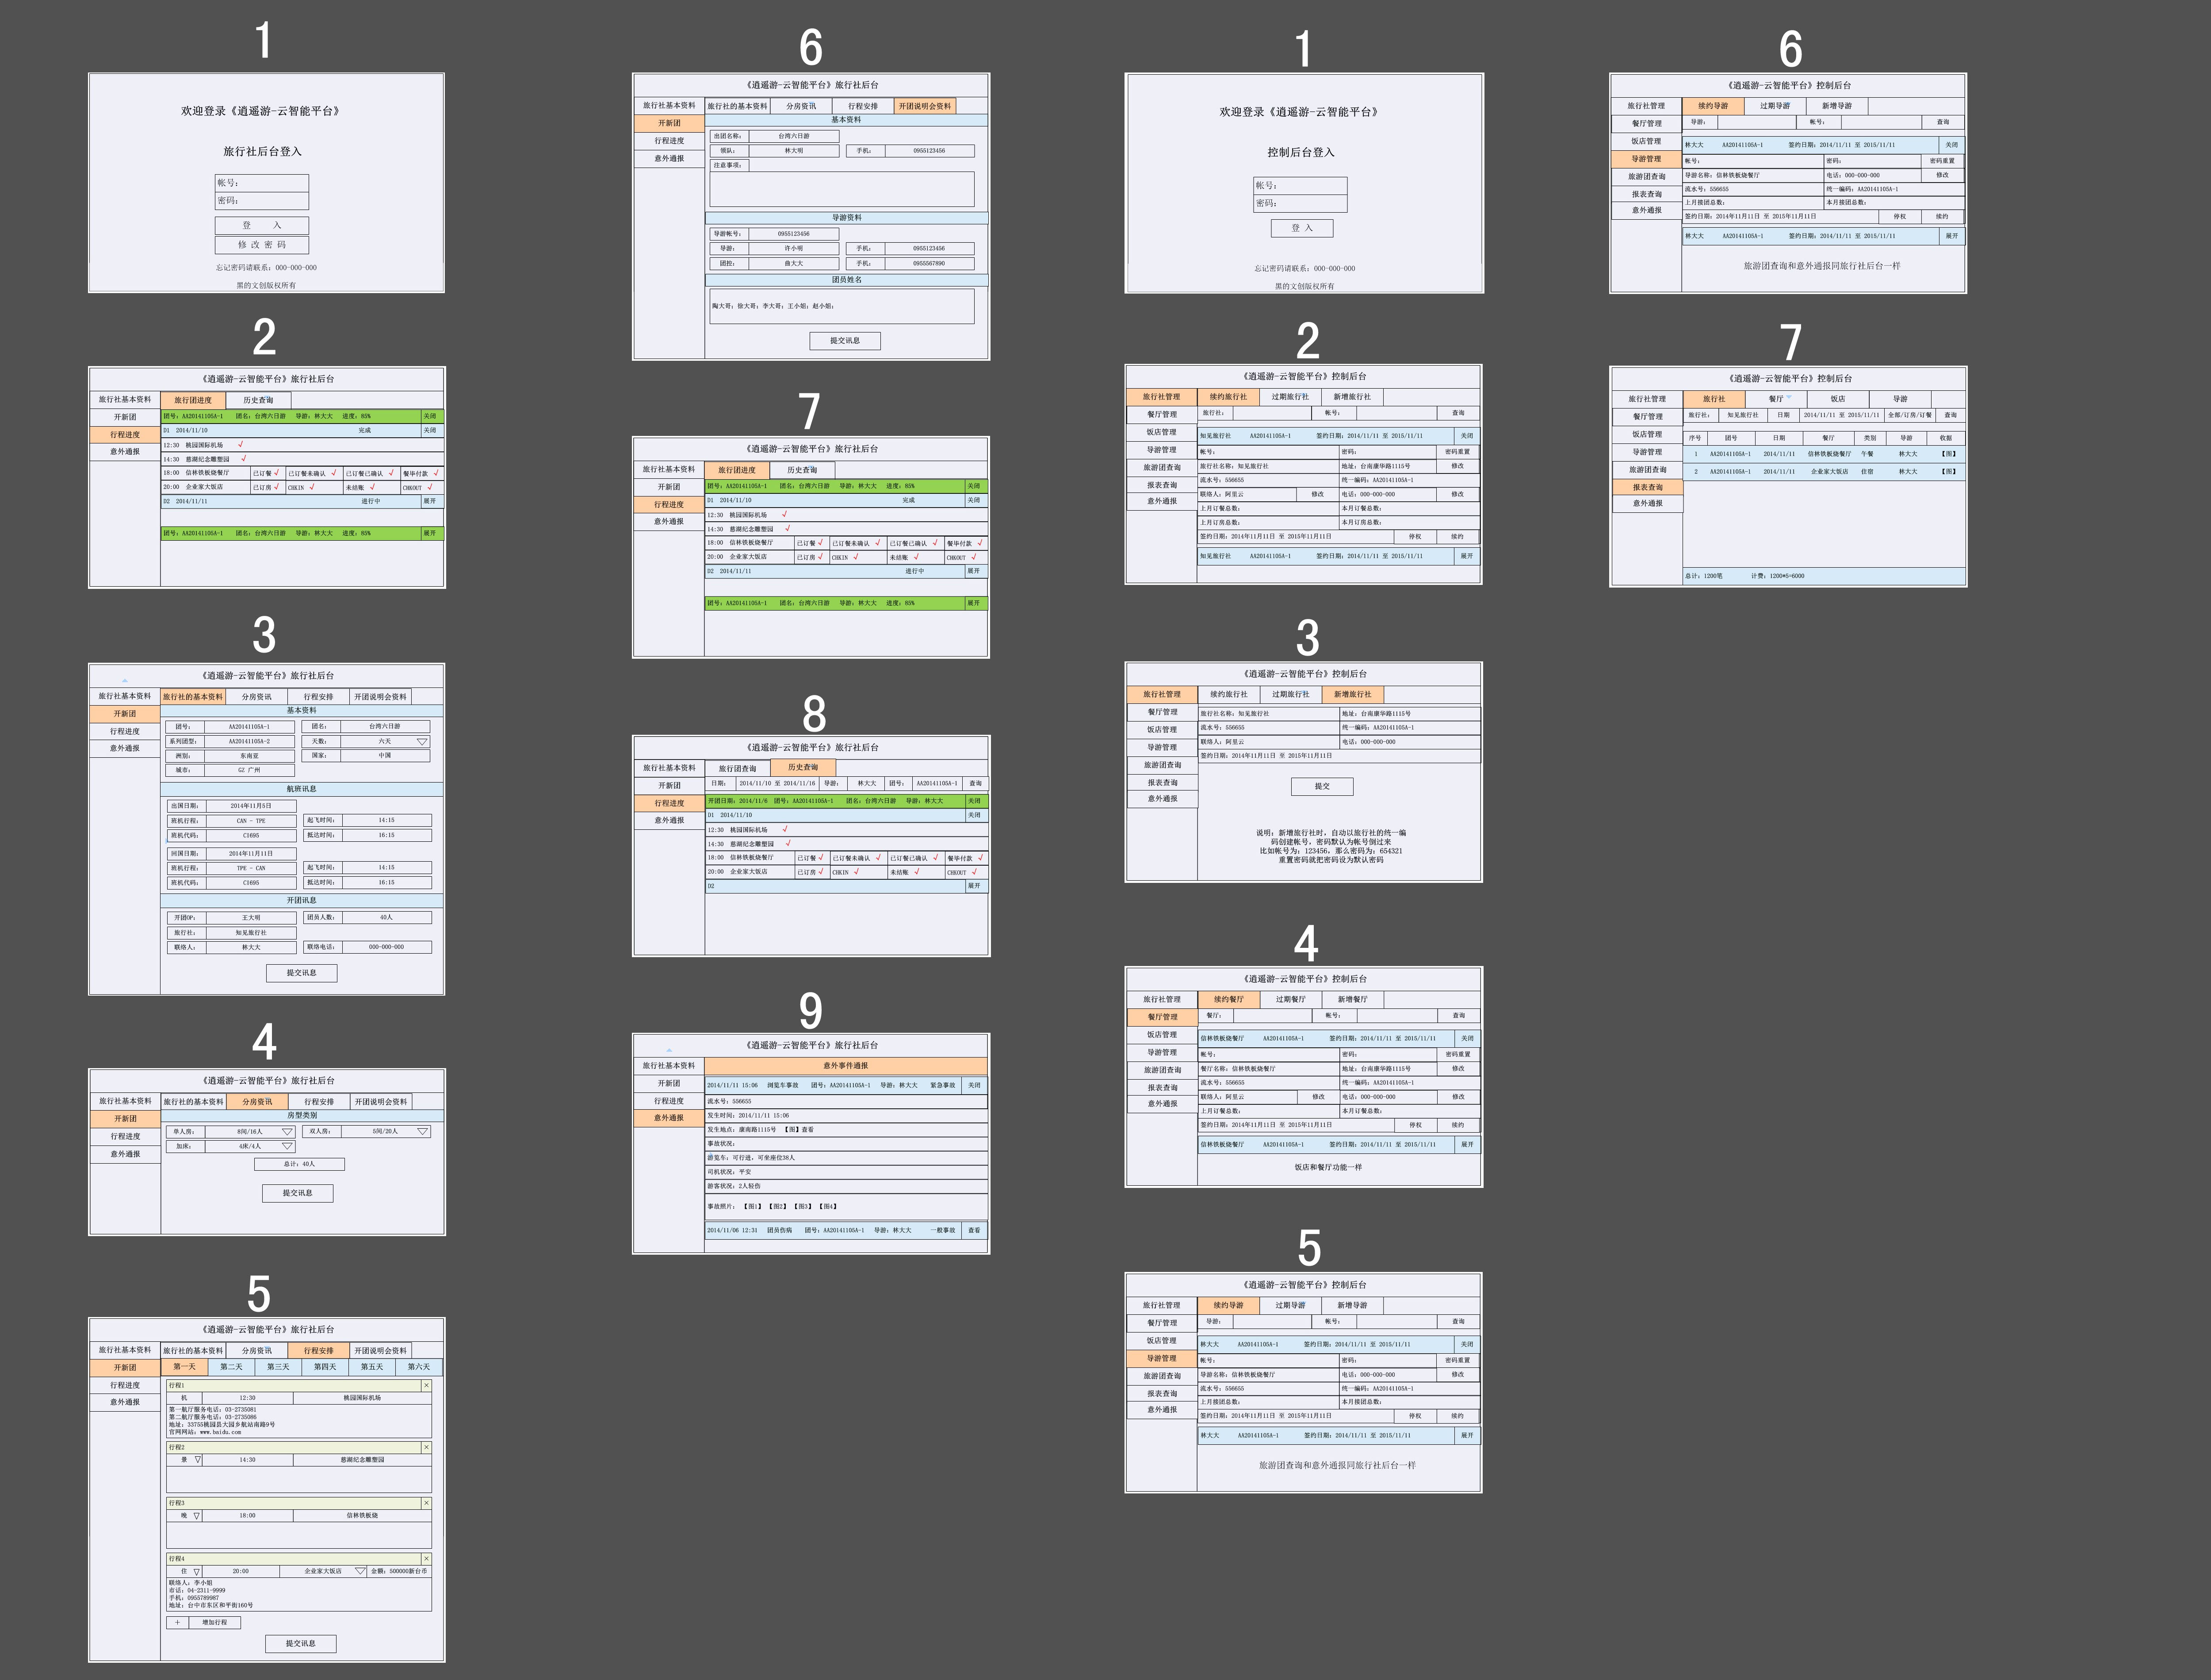 1
欢迎登录《逍遥游-云智能平台》
旅行社后台登入
帐号：
密码：
登 入
修 改 密 码
忘记密码请联系：000-000-000
黑的文创版权所有
2
《逍遥游-云智能平台》旅行社后台
旅行社基本资料 旅行团进度 历史查询
开新团 团号：AA20141105A-1 团名：台湾六日游 导游：林大大 进度：85% 关闭
行程进度 D1 2014/11/10 完成 关闭
意外通报 12:30 桃园国际机场 √
14:30 慈湖纪念雕塑园 √
18:00 信林铁板烧餐厅 已订餐 √ 已订餐未确认 √ 已订餐已确认 √ 餐毕付款 √
20:00 企业家大饭店 已订房 √ CHKIN √ 未结账 √ CHKOUT √
D2 2014/11/11 进行中 展开
团号：AA20141105A-1 团名：台湾六日游 导游：林大大 进度：85% 展开
3
《逍遥游-云智能平台》旅行社后台
旅行社基本资料 旅行社的基本资料 分房资讯 行程安排 开团说明会资料
开新团 基本资料
行程进度
意外通报
团号： AA20141105A-1 团名： 台湾六日游
系列团型： AA20141105A-2 天数： 六天
洲别： 东南亚 国家： 中国
城市： GZ 广州
航班讯息
出国日期： 2014年11月5日
班机行程： CAN - TPE 起飞时间： 14:15
班机代码： CI695 抵达时间： 16:15
回国日期： 2014年11月11日
班机行程： TPE - CAN 起飞时间： 14:15
班机代码： CI695 抵达时间： 16:15
开团讯息
开团OP： 王大明 团员人数： 40人
旅行社： 知见旅行社
联络人： 林大大 联络电话： 000-000-000
提交讯息
4
《逍遥游-云智能平台》旅行社后台
旅行社基本资料 旅行社的基本资料 分房资讯 行程安排 开团说明会资料
开新团 房型类别
行程进度 单人房： 8间/16人 双人房： 5间/20人
意外通报 加床： 4床/4人
总计：40人
提交讯息
5
《逍遥游-云智能平台》旅行社后台
旅行社基本资料 旅行社的基本资料 分房资讯 行程安排 开团说明会资料
开新团 第一天 第二天 第三天 第四天 第五天 第六天
行程进度
意外通报
行程1 ×
机 12:30 桃园国际机场
第一航厅服务电话：03-2735081
第二航厅服务电话：03-2735086
地址：33755桃园县大园乡航站南路9号
官网网站：www.baidu.com
行程2 ×
景 14:30 慈湖纪念雕塑园
行程3 ×
晚 18:00 信林铁板烧
行程4 ×
住 20:00 企业家大饭店 金额：500000新台币
联络人：李小姐
市话：04-2311-9999
手机：0955789987
地址：台中市东区和平街160号
+ 增加行程
提交讯息
6
《逍遥游-云智能平台》旅行社后台
旅行社基本资料 旅行社的基本资料 分房资讯 行程安排 开团说明会资料
开新团 基本资料
行程进度
意外通报
出团名称： 台湾六日游
领队： 林大明 手机： 0955123456
注意事项：
导游资料
导游帐号： 0955123456
导游： 许小明 手机： 0955123456
团控： 曲大大 手机： 0955567890
团员姓名
陶大哥；徐大哥；李大哥；王小姐；赵小姐；
提交讯息
7
《逍遥游-云智能平台》旅行社后台
旅行社基本资料 旅行团进度 历史查询
开新团 团号：AA20141105A-1 团名：台湾六日游 导游：林大大 进度：85% 关闭
行程进度 D1 2014/11/10 完成 关闭
意外通报 12:30 桃园国际机场 √
14:30 慈湖纪念雕塑园 √
18:00 信林铁板烧餐厅 已订餐 √ 已订餐未确认 √ 已订餐已确认 √ 餐毕付款 √
20:00 企业家大饭店 已订房 √ CHKIN √ 未结账 √ CHKOUT √
D2 2014/11/11 进行中 展开
团号：AA20141105A-1 团名：台湾六日游 导游：林大大 进度：85% 展开
8
《逍遥游-云智能平台》旅行社后台
旅行社基本资料 旅行团查询 历史查询
开新团 日期： 2014/11/10 至 2014/11/16 导游： 林大大 团号： AA20141105A-1 查询
行程进度 开团日期：2014/11/6 团号：AA20141105A-1 团名：台湾六日游 导游：林大大 关闭
意外通报 D1 2014/11/10 关闭
12:30 桃园国际机场 √
14:30 慈湖纪念雕塑园 √
18:00 信林铁板烧餐厅 已订餐 √ 已订餐未确认 √ 已订餐已确认 √ 餐毕付款 √
20:00 企业家大饭店 已订房 √ CHKIN √ 未结账 √ CHKOUT √
D2 展开
9
《逍遥游-云智能平台》旅行社后台
旅行社基本资料 意外事件通报
开新团 2014/11/11 15:06 浏览车事故 团号：AA20141105A-1 导游：林大大 紧急事故 关闭
行程进度 流水号：556655
意外通报 发生时间：2014/11/11 15:06
发生地点：康南路1115号 【图】查看
事故状况：
游览车：可行进，可坐座位38人
司机状况：平安
游客状况：2人轻伤
事故照片： 【图1】 【图2】 【图3】 【图4】
2014/11/06 12:31 团员伤病 团号：AA20141105A-1 导游：林大大 一般事故 查看
1
欢迎登录《逍遥游-云智能平台》
控制后台登入
帐号：
密码：
登 入
忘记密码请联系：000-000-000
黑的文创版权所有
2
《逍遥游-云智能平台》控制后台
旅行社管理 续约旅行社 过期旅行社 新增旅行社
餐厅管理 旅行社： 帐号： 查询
饭店管理 知见旅行社 AA20141105A-1 签约日期：2014/11/11 至 2015/11/11 关闭
导游管理 帐号： 密码： 密码重置
旅游团查询 旅行社名称：知见旅行社 地址：台南康华路1115号 修改
报表查询 流水号：556655 统一编码：AA20141105A-1
意外通报 联络人：阿里云 修改 电话：000-000-000 修改
上月订餐总数： 本月订餐总数：
上月订房总数： 本月订房总数：
签约日期：2014年11月11日 至 2015年11月11日 停权 续约
知见旅行社 AA20141105A-1 签约日期：2014/11/11 至 2015/11/11 展开
3
《逍遥游-云智能平台》控制后台
旅行社管理 续约旅行社 过期旅行社 新增旅行社
餐厅管理 旅行社名称：知见旅行社 地址：台南康华路1115号
饭店管理 流水号：556655 统一编码：AA20141105A-1
导游管理 联络人：阿里云 电话：000-000-000
旅游团查询 签约日期：2014年11月11日 至 2015年11月11日
报表查询 提交
意外通报
说明：新增旅行社时，自动以旅行社的统一编
码创建帐号，密码默认为帐号倒过来
比如帐号为：123456，那么密码为：654321
重置密码就把密码设为默认密码
4
《逍遥游-云智能平台》控制后台
旅行社管理 续约餐厅 过期餐厅 新增餐厅
餐厅管理 餐厅： 帐号： 查询
饭店管理 信林铁板烧餐厅 AA20141105A-1 签约日期：2014/11/11 至 2015/11/11 关闭
导游管理 帐号： 密码： 密码重置
旅游团查询 餐厅名称：信林铁板烧餐厅 地址：台南康华路1115号 修改
报表查询 流水号：556655 统一编码：AA20141105A-1
意外通报 联络人：阿里云 修改 电话：000-000-000 修改
上月订餐总数： 本月订餐总数：
签约日期：2014年11月11日 至 2015年11月11日 停权 续约
信林铁板烧餐厅 AA20141105A-1 签约日期：2014/11/11 至 2015/11/11 展开
饭店和餐厅功能一样
5
《逍遥游-云智能平台》控制后台
旅行社管理 续约导游 过期导游 新增导游
餐厅管理 导游： 帐号： 查询
饭店管理 林大大 AA20141105A-1 签约日期：2014/11/11 至 2015/11/11 关闭
导游管理 帐号： 密码： 密码重置
旅游团查询 导游名称：信林铁板烧餐厅 电话：000-000-000 修改
报表查询 流水号：556655 统一编码：AA20141105A-1
意外通报 上月接团总数： 本月接团总数：
签约日期：2014年11月11日 至 2015年11月11日 停权 续约
林大大 AA20141105A-1 签约日期：2014/11/11 至 2015/11/11 展开
旅游团查询和意外通报同旅行社后台一样
6
《逍遥游-云智能平台》控制后台
旅行社管理 续约导游 过期导游 新增导游
餐厅管理 导游： 帐号： 查询
饭店管理 林大大 AA20141105A-1 签约日期：2014/11/11 至 2015/11/11 关闭
导游管理 帐号： 密码： 密码重置
旅游团查询 导游名称：信林铁板烧餐厅 电话：000-000-000 修改
报表查询 流水号：556655 统一编码：AA20141105A-1
意外通报 上月接团总数： 本月接团总数：
签约日期：2014年11月11日 至 2015年11月11日 停权 续约
林大大 AA20141105A-1 签约日期：2014/11/11 至 2015/11/11 展开
旅游团查询和意外通报同旅行社后台一样
7
《逍遥游-云智能平台》控制后台
旅行社管理 旅行社 餐厅 饭店 导游
餐厅管理 旅行社： 知见旅行社 日期 2014/11/11 至 2015/11/11 全部/订房/订餐 查询
饭店管理 序号 团号 日期 餐厅 类别 导游 收据
导游管理 1 AA20141105A-1 2014/11/11 信林铁板烧餐厅 午餐 林大大 【图】
旅游团查询 2 AA20141105A-1 2014/11/11 企业家大饭店 住宿 林大大 【图】
报表查询
意外通报
总计：1200笔 计费：1200*5=6000